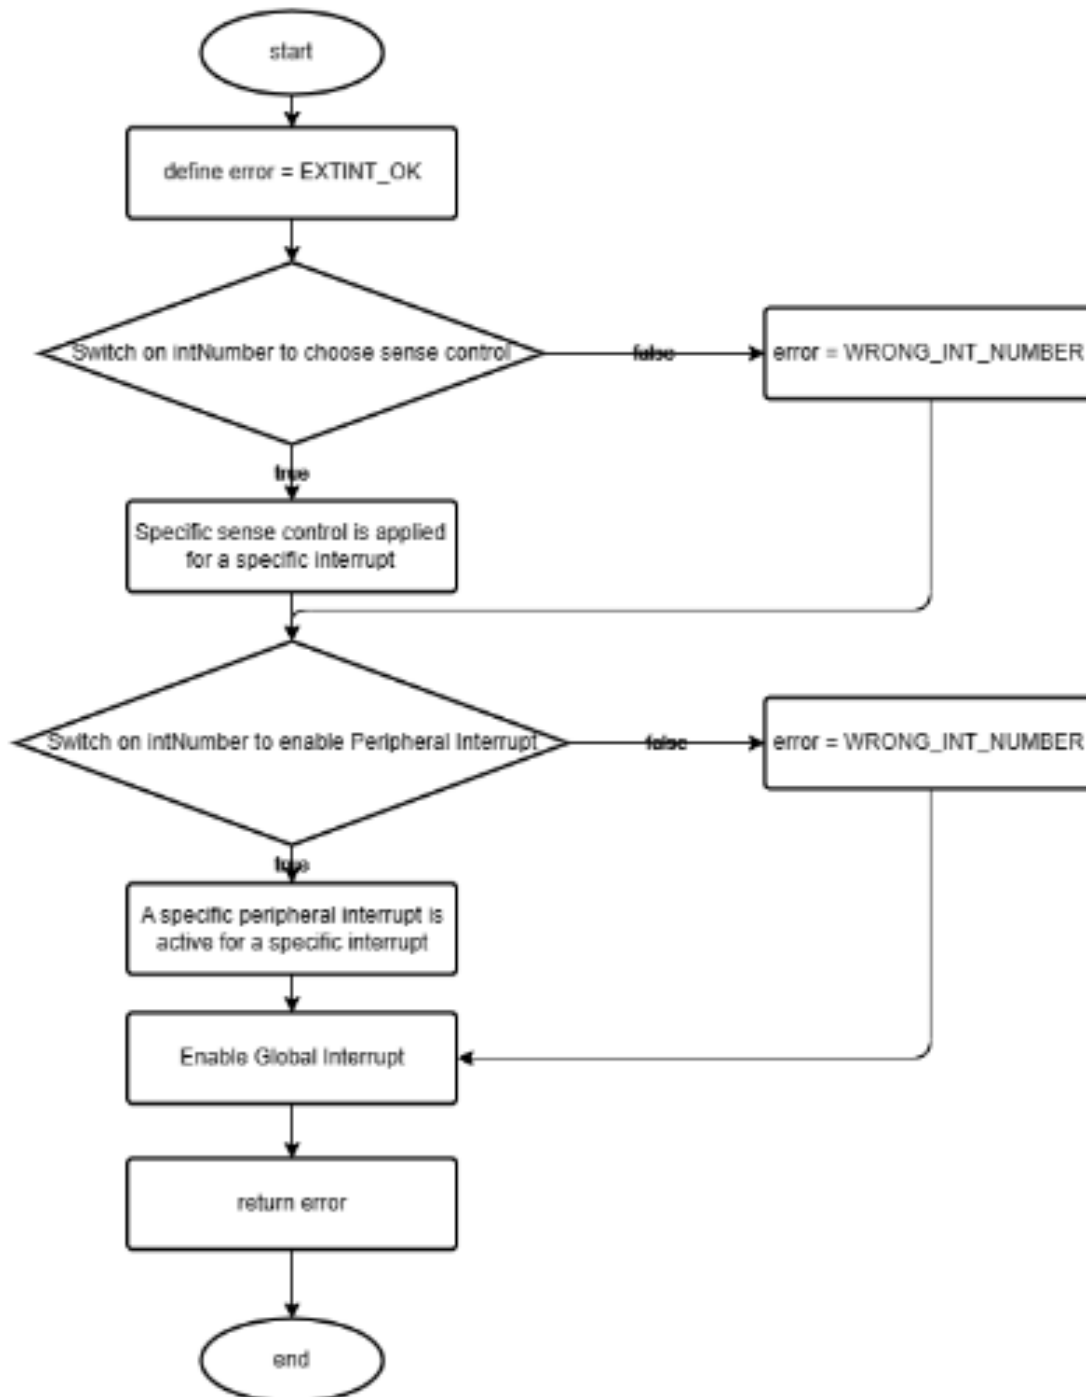 start
define error = EXTINT_OK
Switch on intNumber to choose sense control
false
error = WRONG_INT_NUMBER
true
Specific sense control is applied
for a specific interrupt
Switch on intNumber to enable Peripheral Interrupt
false
error = WRONG_INT_NUMBER
true
A specific peripheral interrupt is
active for a specific interrupt
Enable Global Interrupt
return error
end